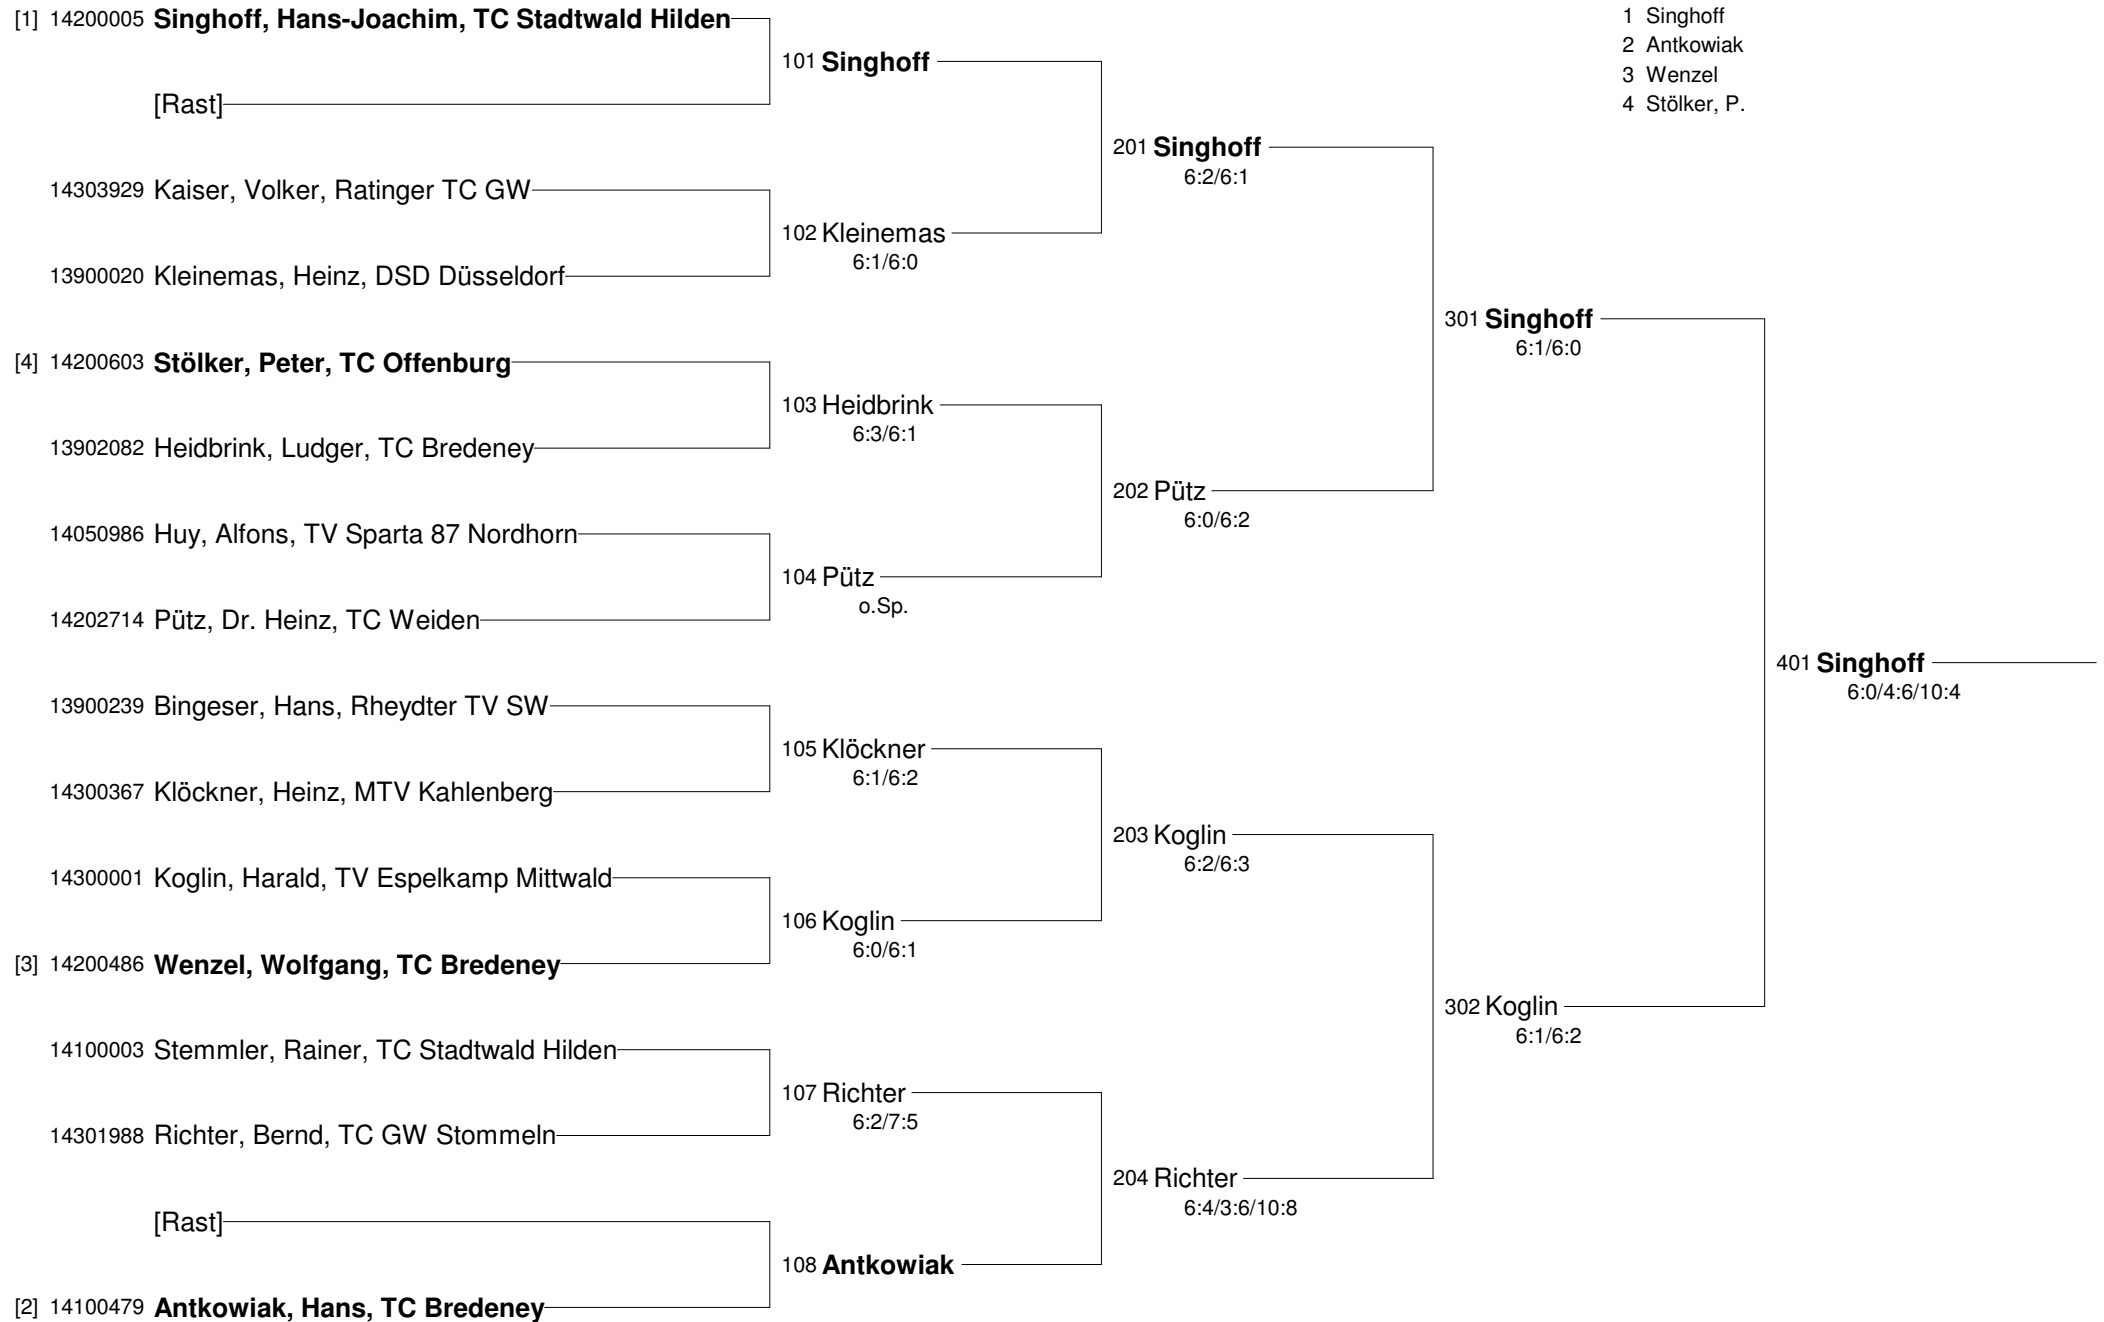 [1] 14200005 Singhoff, Hans-Joachim, TC Stadtwald Hilden
[Rast]
14303929 Kaiser, Volker, Ratinger TC GW
13900020 Kleinemas, Heinz, DSD Düsseldorf
[4] 14200603 Stölker, Peter, TC Offenburg
13902082 Heidbrink, Ludger, TC Bredeney
14050986 Huy, Alfons, TV Sparta 87 Nordhorn
14202714 Pütz, Dr. Heinz, TC Weiden
13900239 Bingeser, Hans, Rheydter TV SW
14300367 Klöckner, Heinz, MTV Kahlenberg
14300001 Koglin, Harald, TV Espelkamp Mittwald
[3] 14200486 Wenzel, Wolfgang, TC Bredeney
14100003 Stemmler, Rainer, TC Stadtwald Hilden
14301988 Richter, Bernd, TC GW Stommeln
[Rast]
[2] 14100479 Antkowiak, Hans, TC Bredeney
101 Singhoff
102 Kleinemas
6:1/6:0
103 Heidbrink
6:3/6:1
104 Pütz
o.Sp.
105 Klöckner
6:1/6:2
106 Koglin
6:0/6:1
107 Richter
6:2/7:5
108 Antkowiak
201 Singhoff
6:2/6:1
202 Pütz
6:0/6:2
203 Koglin
6:2/6:3
204 Richter
6:4/3:6/10:8
301 Singhoff
6:1/6:0
302 Koglin
6:1/6:2
401 Singhoff
6:0/4:6/10:4
1 Singhoff
2 Antkowiak
3 Wenzel
4 Stölker, P.